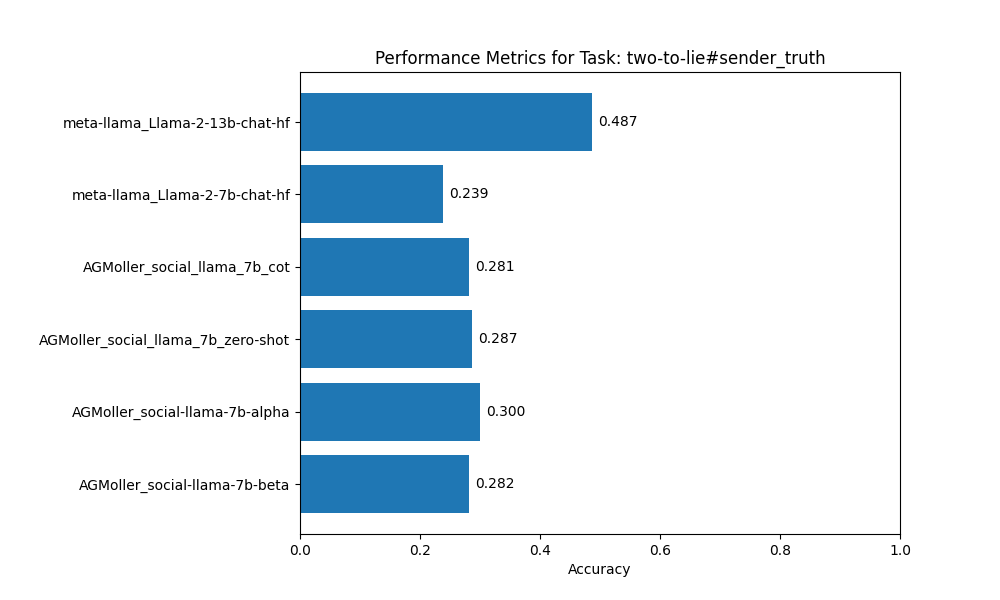 Performance Metrics for Task: two-to-lie#sender_truth
meta-llama_Llama-2-13b-chat-hf
0.487
meta-llama_Llama-2-7b-chat-hf
0.239
AGMoller_social_llama_7b_cot
0.281
AGMoller_social_llama_7b_zero-shot
0.287
AGMoller_social-llama-7b-alpha
0.300
AGMoller_social-llama-7b-beta
0.282
0.0 0.2 0.4 0.6 0.8 1.0
Accuracy